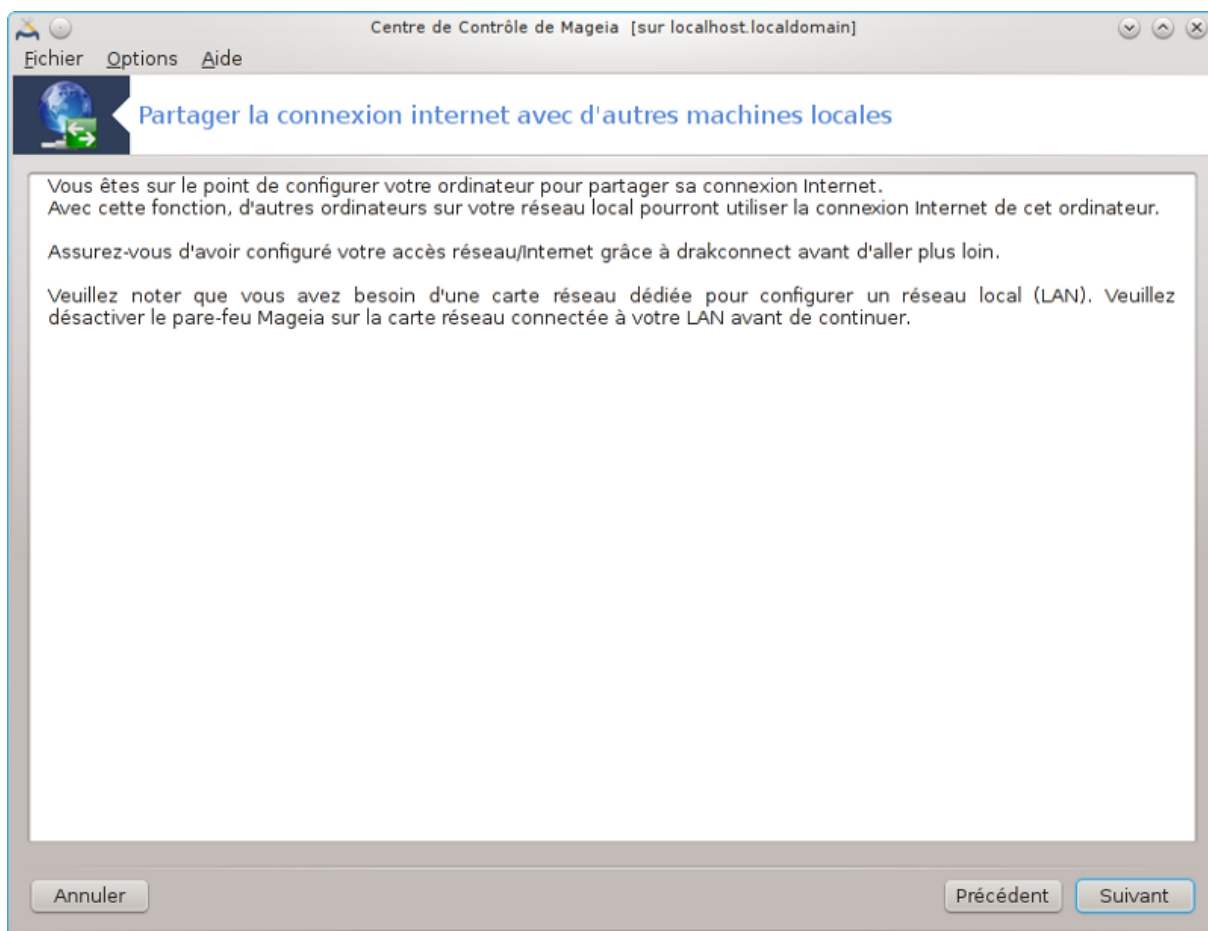 Centre de Contrôle de Mageia [sur localhost.localdomain]
Fichier Options Aide
Partager la connexion internet avec d'autres machines locales
Vous êtes sur le point de configurer votre ordinateur pour partager sa connexion Internet.
Avec cette fonction, d'autres ordinateurs sur votre réseau local pourront utiliser la connexion Internet de cet ordinateur.
Assurez-vous d'avoir configuré votre accès réseau/Internet grâce à drakconnect avant d'aller plus loin.
Veuillez noter que vous avez besoin d'une carte réseau dédiée pour configurer un réseau local (LAN). Veuillez
désactiver le pare-feu Mageia sur la carte réseau connectée à votre LAN avant de continuer.
Annuler Précédent Suivant